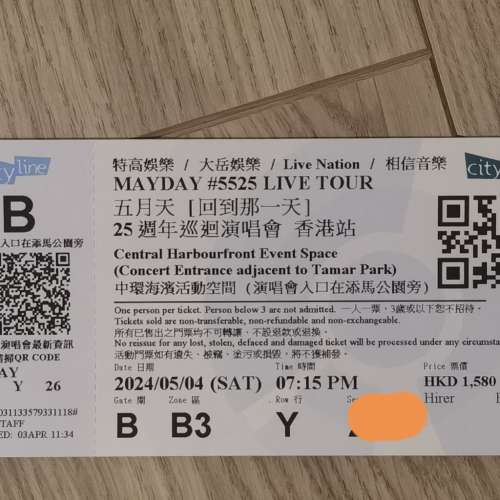 ityline
B
入口在添馬公園旁
演唱會最新資訊
請掃QR CODE
AY
Y 26
031133579331118#
TAFF
ED: 03APR 11:34
特高娛樂 / 大岳娛樂 / Live Nation / 相信音樂
MAYDAY #5525 LIVE TOUR
五月天 [回到那一天]
25 週年巡迴演唱會 香港站
Central Harbourfront Event Space
(Concert Entrance adjacent to Tamar Park)
中環海濱活動空間 (演唱會入口在添馬公園旁)
One person per ticket. Person below 3 are not admitted. 一人一票, 3歲或以下恕不招待。
Tickets sold are non-transferable, non-refundable and non-exchangeable.
所有已售出之門票均不可轉讓、不設退款或退換。
No reissue for any lost, stolen, defaced and damaged ticket will be processed under any circumsta
活動門票如有遺失、被竊、塗污或損毀，將不獲補發。
Date 日期 Time 時間 Price 票價
2024/05/04 (SAT) 07:15 PM HKD 1,580
Gate 閘 Zone 區 Row 行 Se Hirer
B B3 Y
city